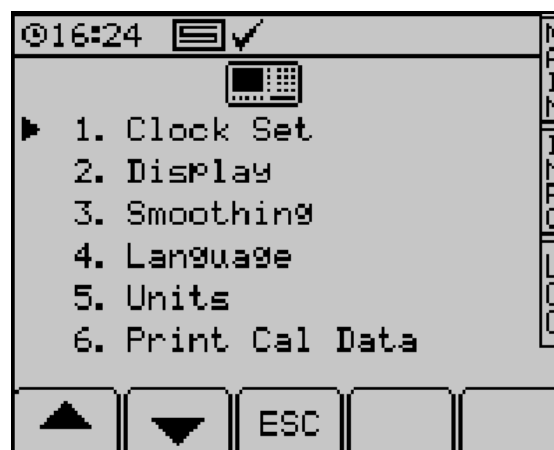 16:24
1. Clock Set
2. Display
3. Smoothing
4. Language
5. Units
6. Print Cal Data
ESC